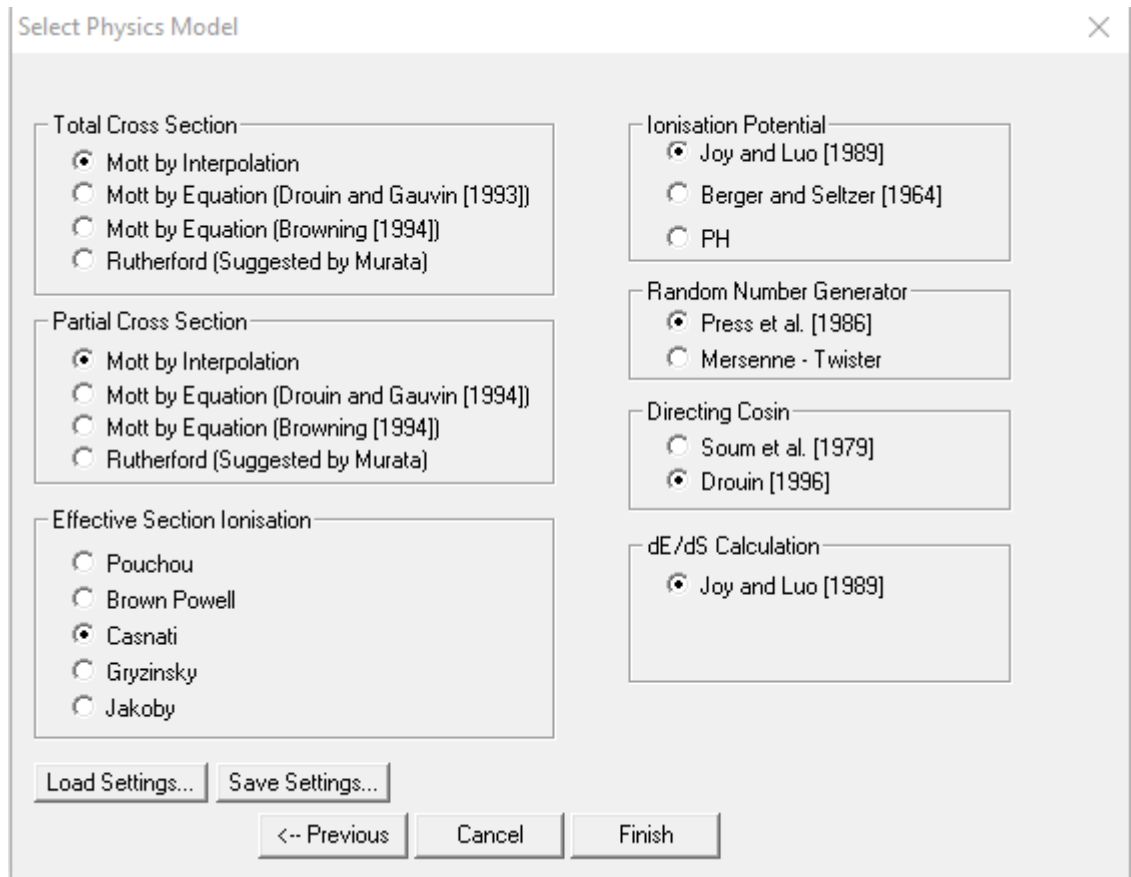 Select Physics Model
Total Cross Section
Mott by Interpolation
Mott by Equation (Drouin and Gauvin [1993])
Mott by Equation (Browning [1994])
Rutherford (Suggested by Murata)
Partial Cross Section
Mott by Interpolation
Mott by Equation (Drouin and Gauvin [1994])
Mott by Equation (Browning [1994])
Rutherford (Suggested by Murata)
Effective Section Ionisation
Pouchou
Brown Powell
Casnati
Gryzinsky
Jakoby
Ionisation Potential
Joy and Luo [1989]
Berger and Seltzer [1964]
PH
Random Number Generator
Press et al. [1986]
Mersenne - Twister
Directing Cosin
Soum et al. [1979]
Drouin [1996]
dE/dS Calculation
Joy and Luo [1989]
Load Settings... Save Settings...
<-- Previous Cancel Finish